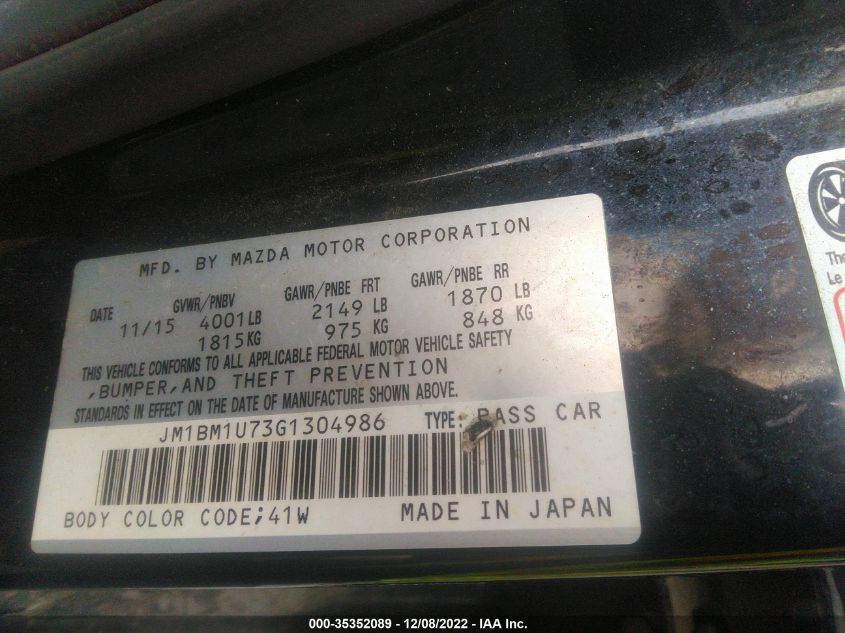 MFD. BY MAZDA MOTOR CORPORATION
DATE GVWR/PNBV GAWR/PNBE FRT GAWR/PNBE RR
11/15 4001LB 2149 LB 1870 LB
1815KG 975 KG 848 KG
THIS VEHICLE CONFORMS TO ALL APPLICABLE FEDERAL MOTOR VEHICLE SAFETY
,BUMPER,AND THEFT PREVENTION
STANDARDS IN EFFECT ON THE DATE OF MANUFACTURE SHOWN ABOVE.
JM1BM1U73G1304986 TYPE: PASS CAR
BODY COLOR CODE;41W MADE IN JAPAN
The
Le
000-35352089 - 12/08/2022 - IAA Inc.